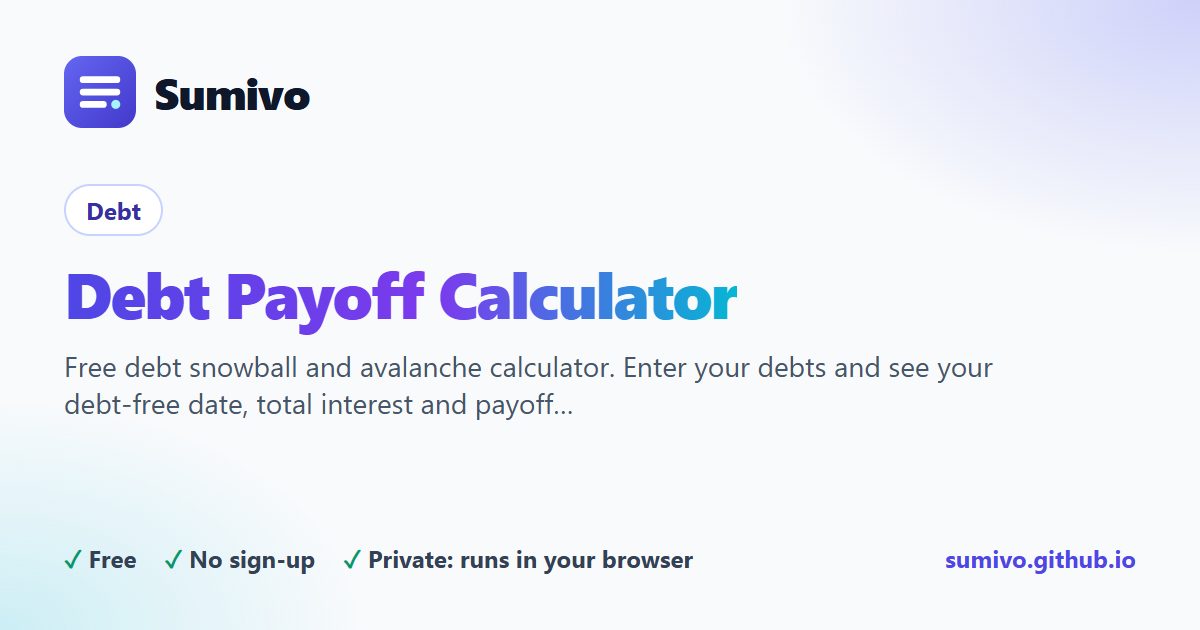 Sumivo
Debt
Debt Payoff Calculator
Free debt snowball and avalanche calculator. Enter your debts and see your
debt-free date, total interest and payoff…
✓ Free ✓ No sign-up ✓ Private: runs in your browser
sumivo.github.io